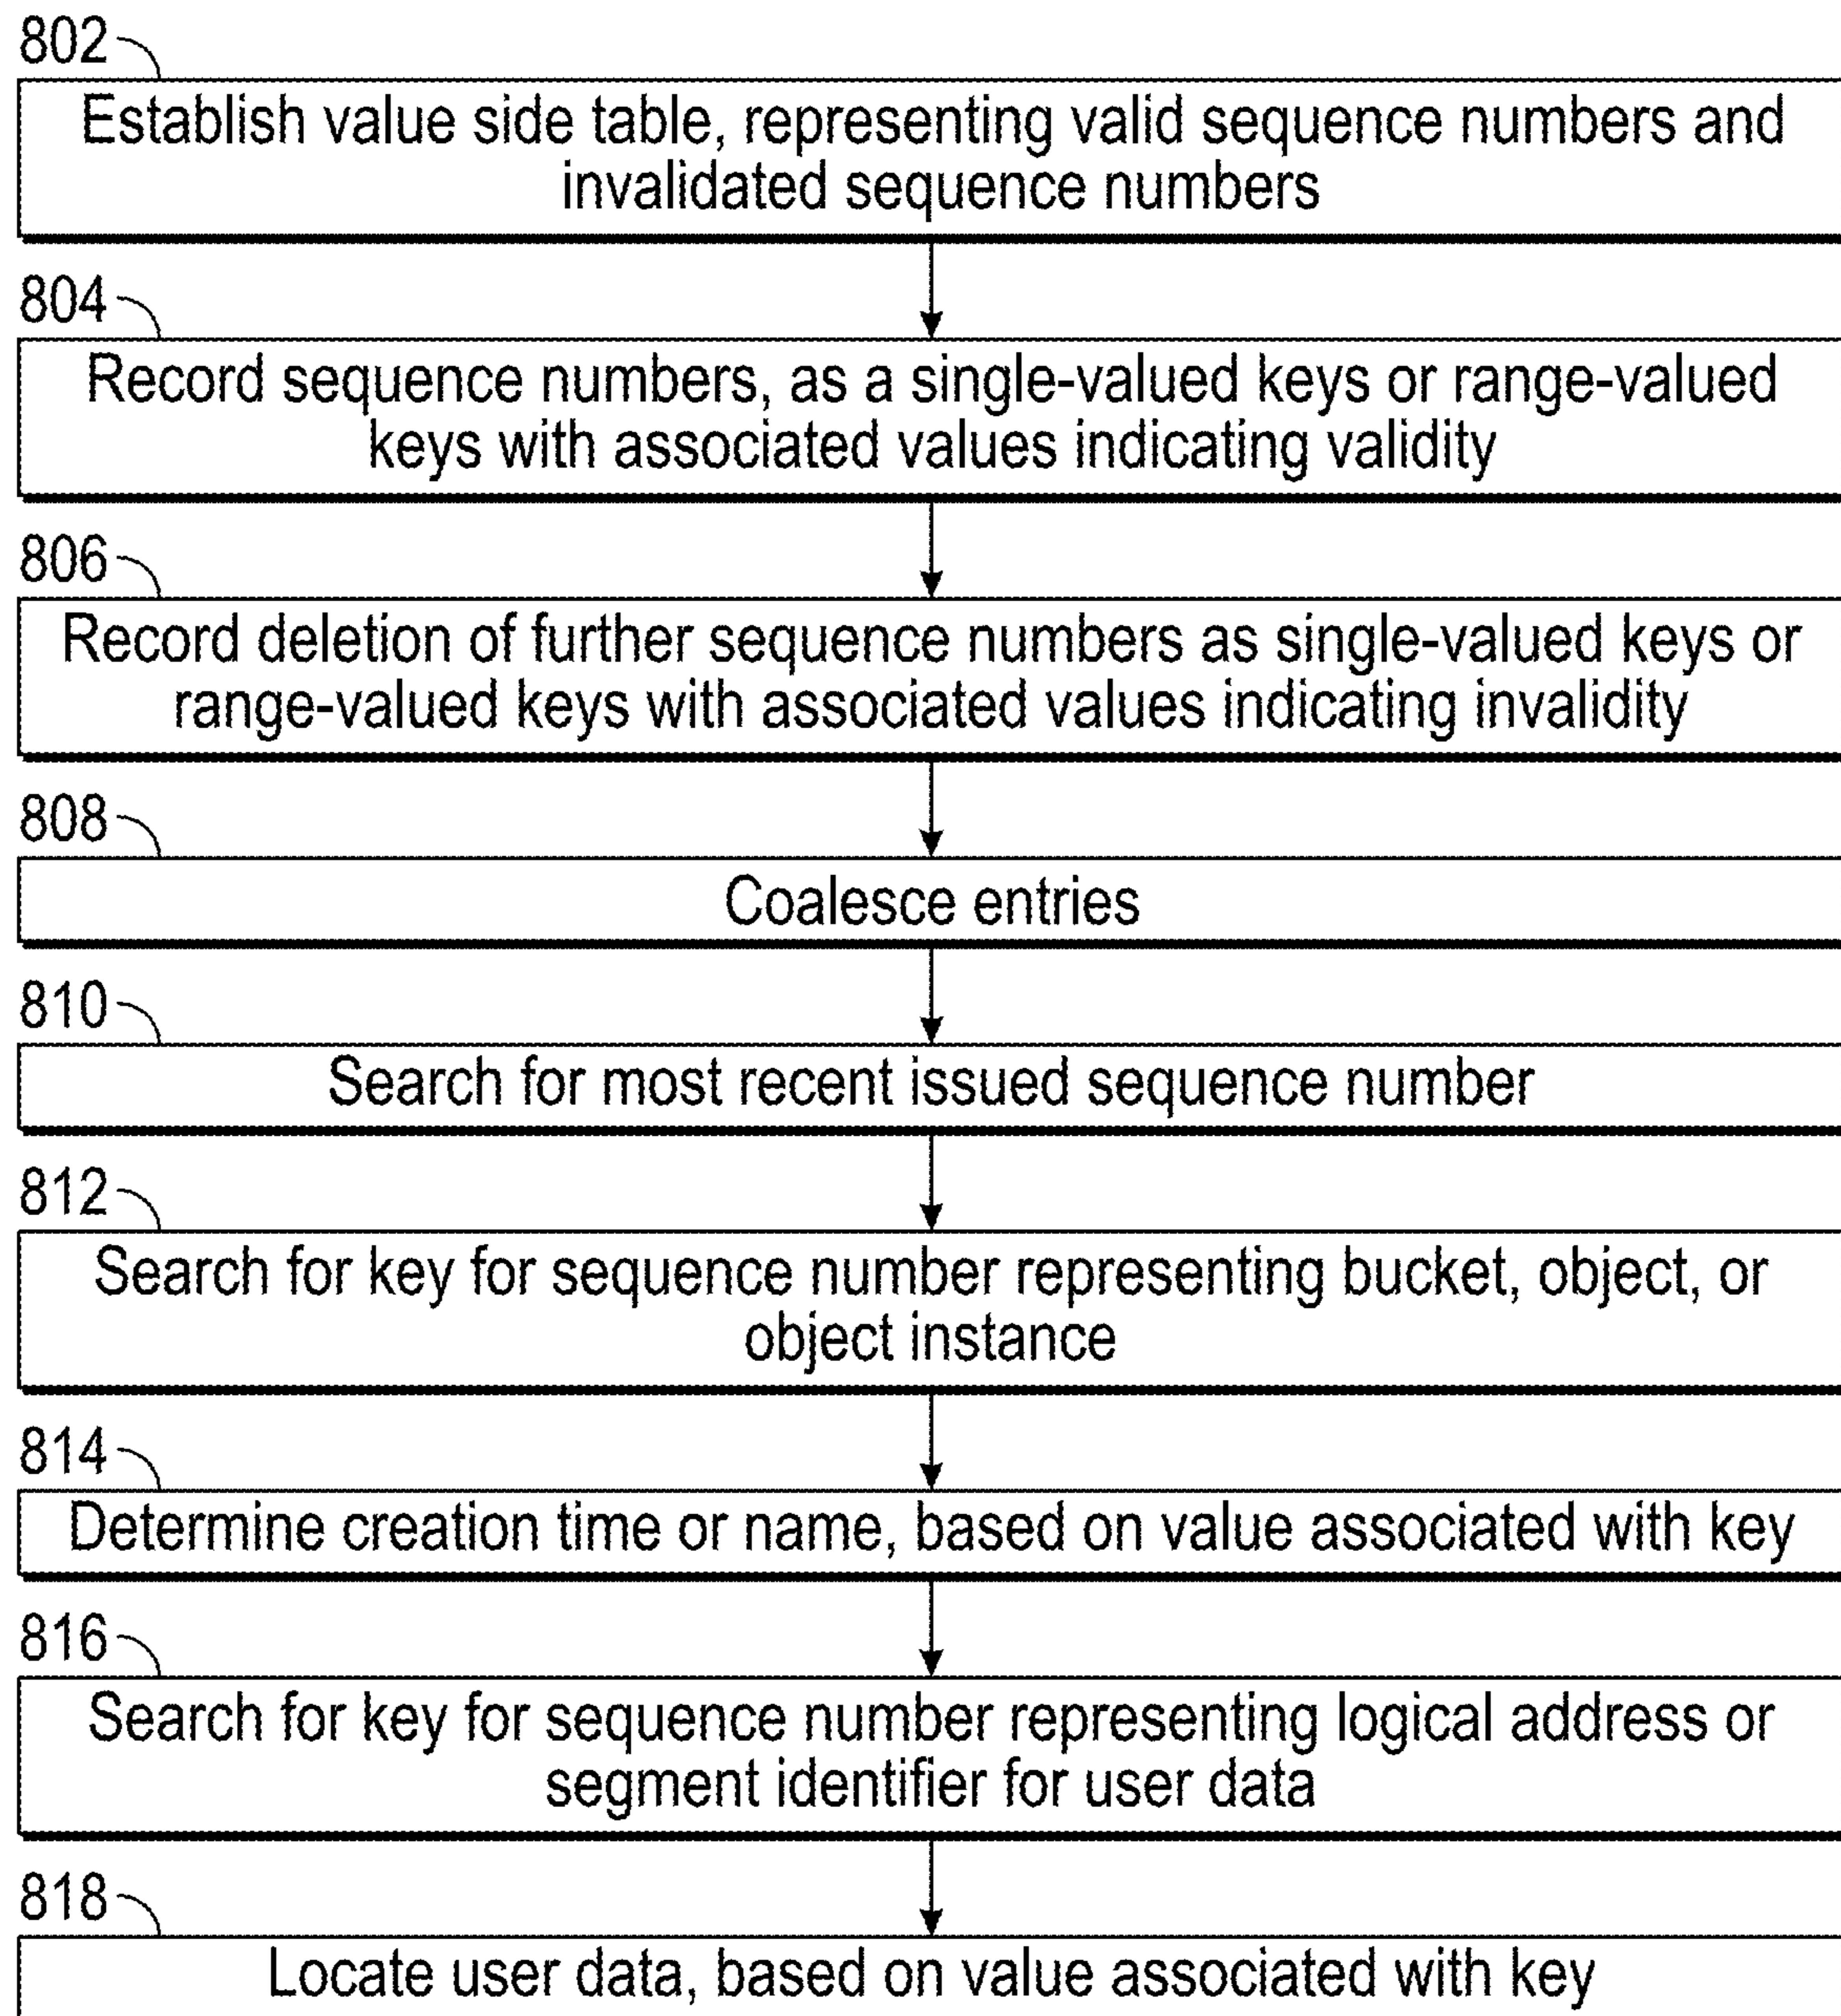 802
Establish value side table, representing valid sequence numbers and
invalidated sequence numbers
804
Record sequence numbers, as a single-valued keys or range-valued
keys with associated values indicating validity
806
Record deletion of further sequence numbers as single-valued keys or
range-valued keys with associated values indicating invalidity
808
Coalesce entries
810
Search for most recent issued sequence number
812
Search for key for sequence number representing bucket, object, or
object instance
814
Determine creation time or name, based on value associated with key
816
Search for key for sequence number representing logical address or
segment identifier for user data
818
Locate user data, based on value associated with key